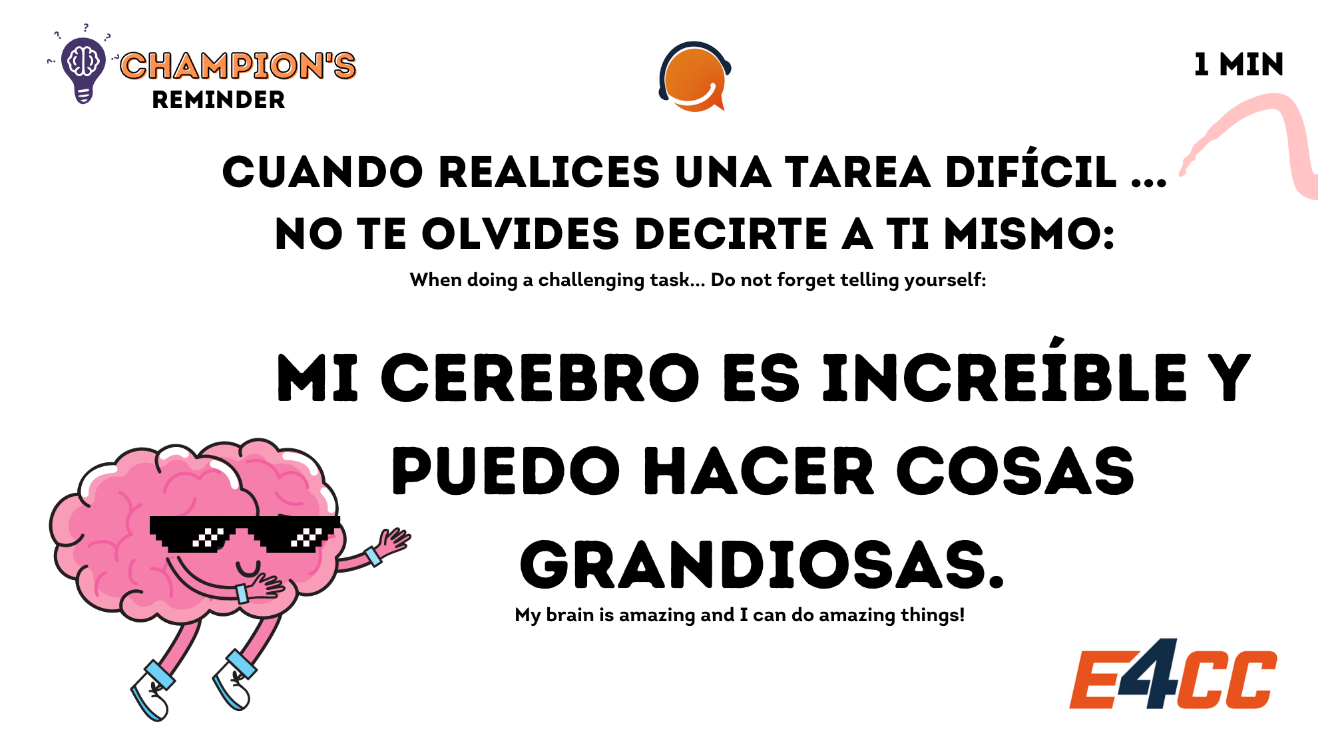 CHAMPION'S
REMINDER
1 MIN
CUANDO REALICES UNA TAREA DIFÍCIL ...
NO TE OLVIDES DECIRTE A TI MISMO:
When doing a challenging task... Do not forget telling yourself:
MI CEREBRO ES INCREÍBLE Y
PUEDO HACER COSAS
GRANDIOSAS.
My brain is amazing and I can do amazing things!
E4CC